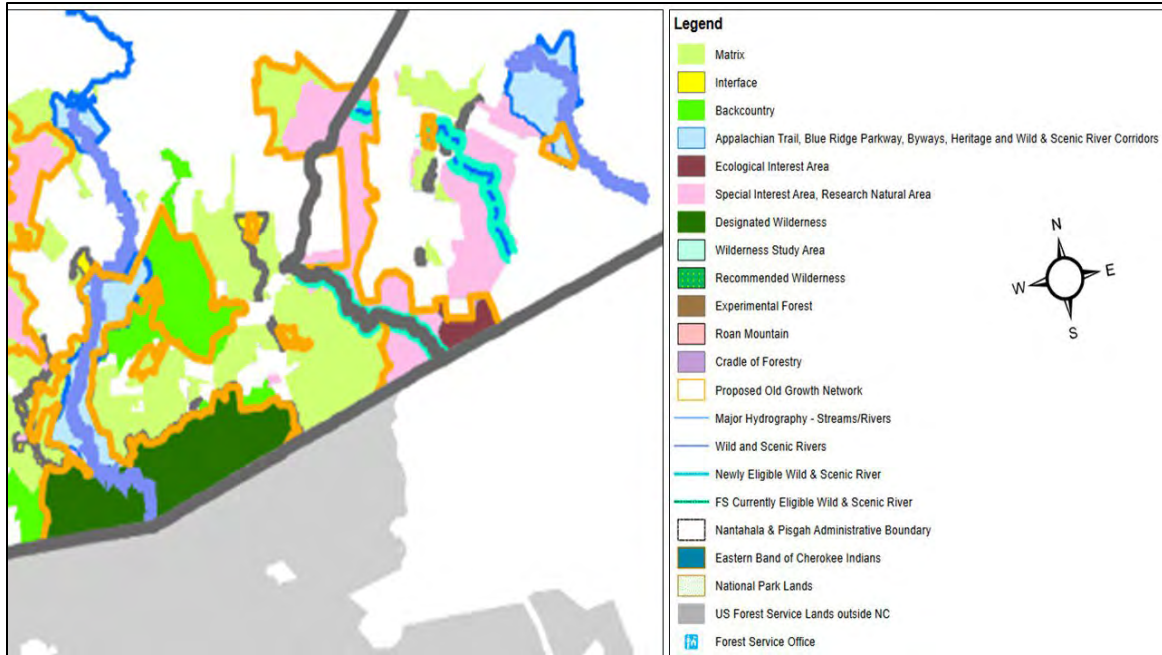 Legend
Matrix
Interface
Backcountry
Appalachian Trail, Blue Ridge Parkway, Byways, Heritage and Wild & Scenic River Corridors
Ecological Interest Area
Special Interest Area, Research Natural Area
Designated Wilderness
Wilderness Study Area
Recommended Wilderness
Experimental Forest
Roan Mountain
Cradle of Forestry
Proposed Old Growth Network
Major Hydrography - Streams/Rivers
Wild and Scenic Rivers
Newly Eligible Wild & Scenic River
FS Currently Eligible Wild & Scenic River
Nantahala & Pisgah Administrative Boundary
Eastern Band of Cherokee Indians
National Park Lands
US Forest Service Lands outside NC
Forest Service Office
N
W
E
S